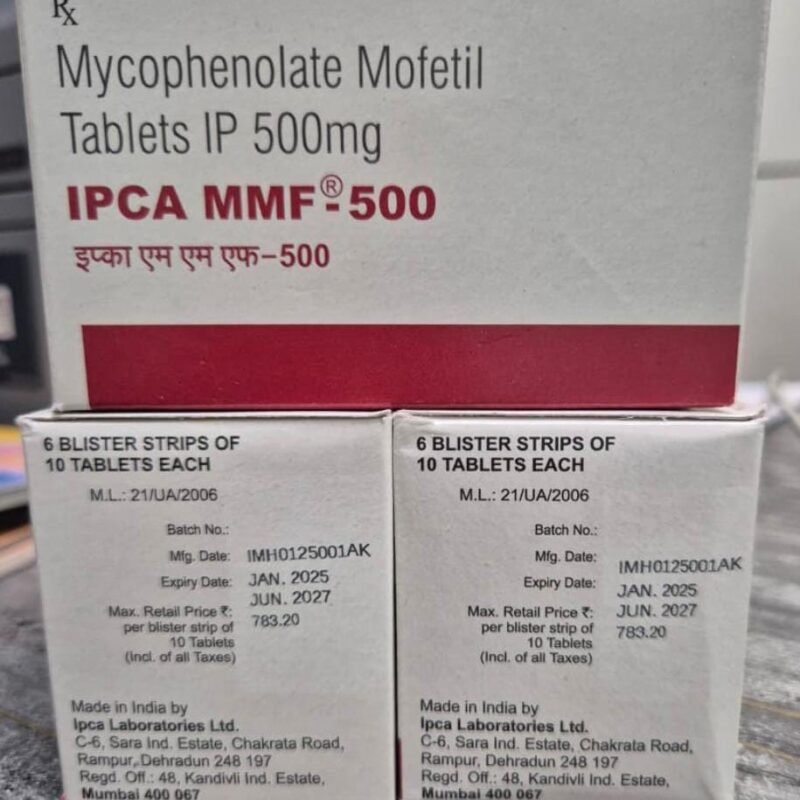 Rx
Mycophenolate Mofetil
Tablets IP 500mg
IPCA MMF®-500
इप्का एम एम एफ-500
6 BLISTER STRIPS OF
10 TABLETS EACH
M.L.: 21/UA/2006
Batch No.:
Mfg. Date: IMH0125001AK
Expiry Date: JAN. 2025
JUN. 2027
Max. Retail Price ₹: 783.20
per blister strip of
10 Tablets
(Incl. of all Taxes)
Made in India by
Ipca Laboratories Ltd.
C-6, Sara Ind. Estate, Chakrata Road,
Rampur, Dehradun 248 197
Regd. Off.: 48, Kandivli Ind. Estate,
Mumbai 400 067
6 BLISTER STRIPS OF
10 TABLETS EACH
M.L.: 21/UA/2006
Batch No.:
Mfg. Date: IMH0125001AK
Expiry Date: JAN. 2025
Max. Retail Price ₹: JUN. 2027
per blister strip of 783.20
10 Tablets
(Incl. of all Taxes)
Made in India by
Ipca Laboratories Ltd.
C-6, Sara Ind. Estate, Chakrata Road,
Rampur, Dehradun 248 197
Regd. Off.: 48, Kandivli Ind. Estate,
Mumbai 400 067